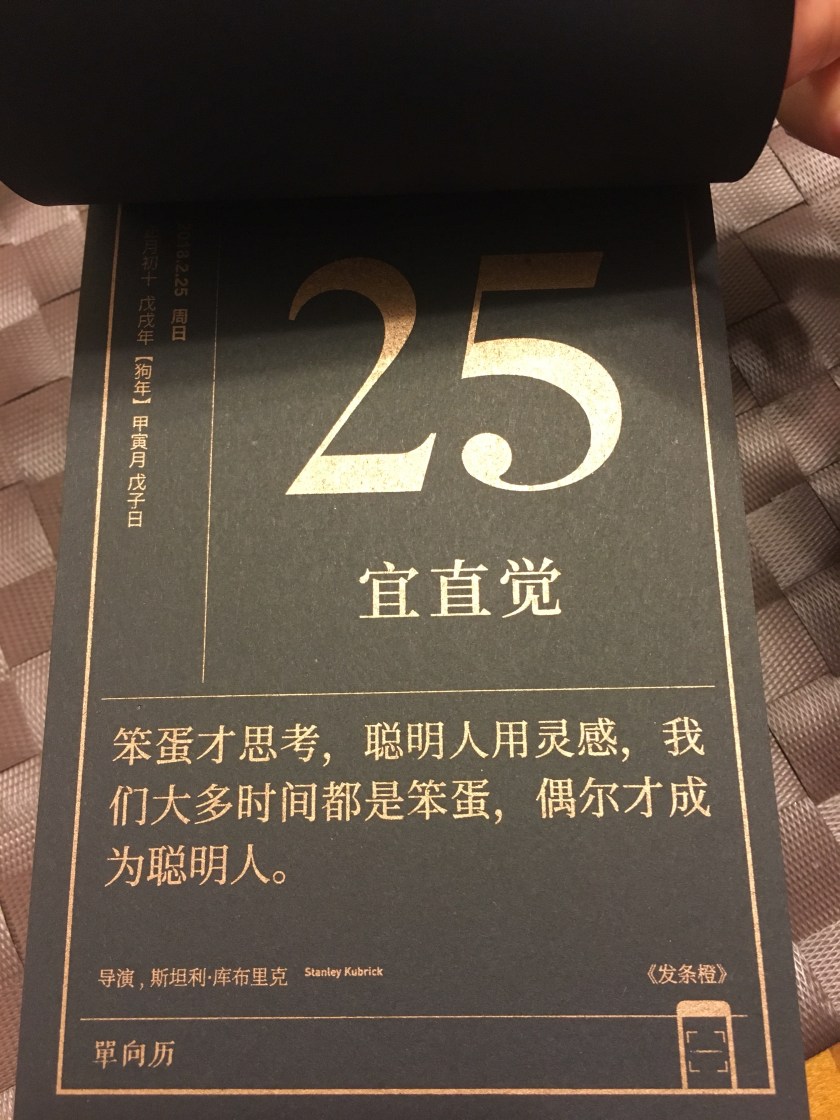 2018.2.25 周日
月初十 戊戌年【狗年】 甲寅月 戊子日
25
宜直觉
笨蛋才思考，聪明人用灵感，我
们大多时间都是笨蛋，偶尔才成
为聪明人。
导演，斯坦利·库布里克 Stanley Kubrick
《发条橙》
單向历